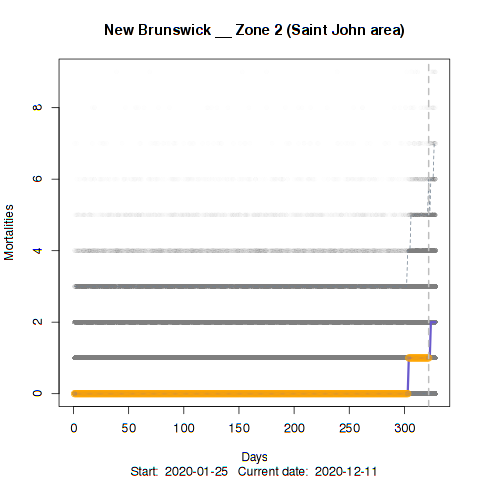 New Brunswick __ Zone 2 (Saint John area)
Mortalities
8
6
4
2
0
0 50 100 150 200 250 300
Days
Start: 2020-01-25 Current date: 2020-12-11